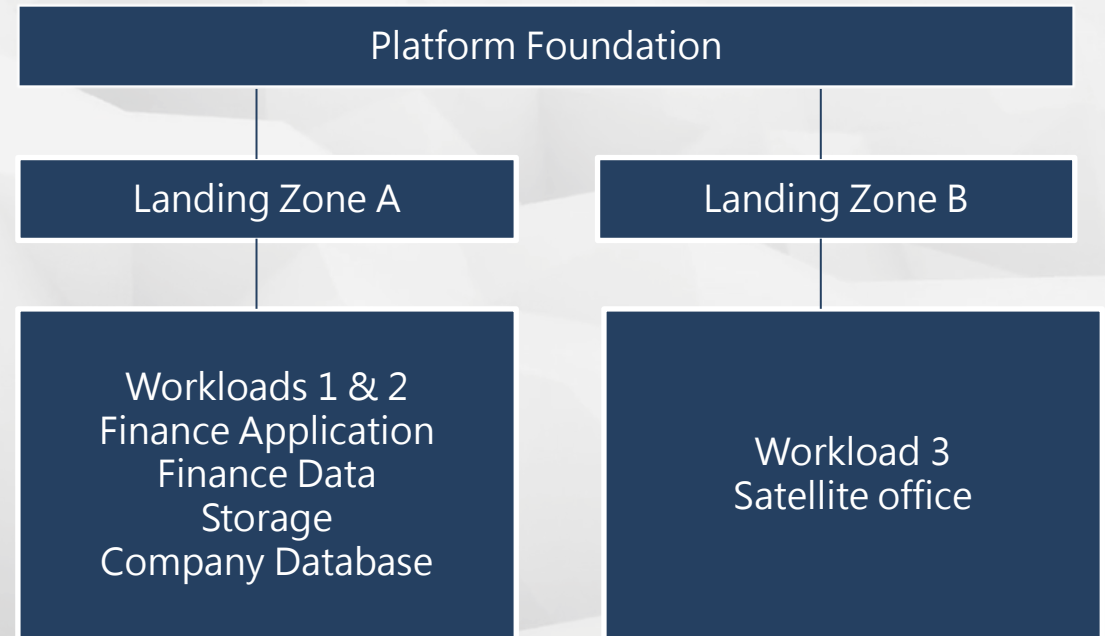 Platform Foundation
Landing Zone A
Landing Zone B
Workloads 1 & 2
Finance Application
Finance Data
Storage
Company Database
Workload 3
Satellite office